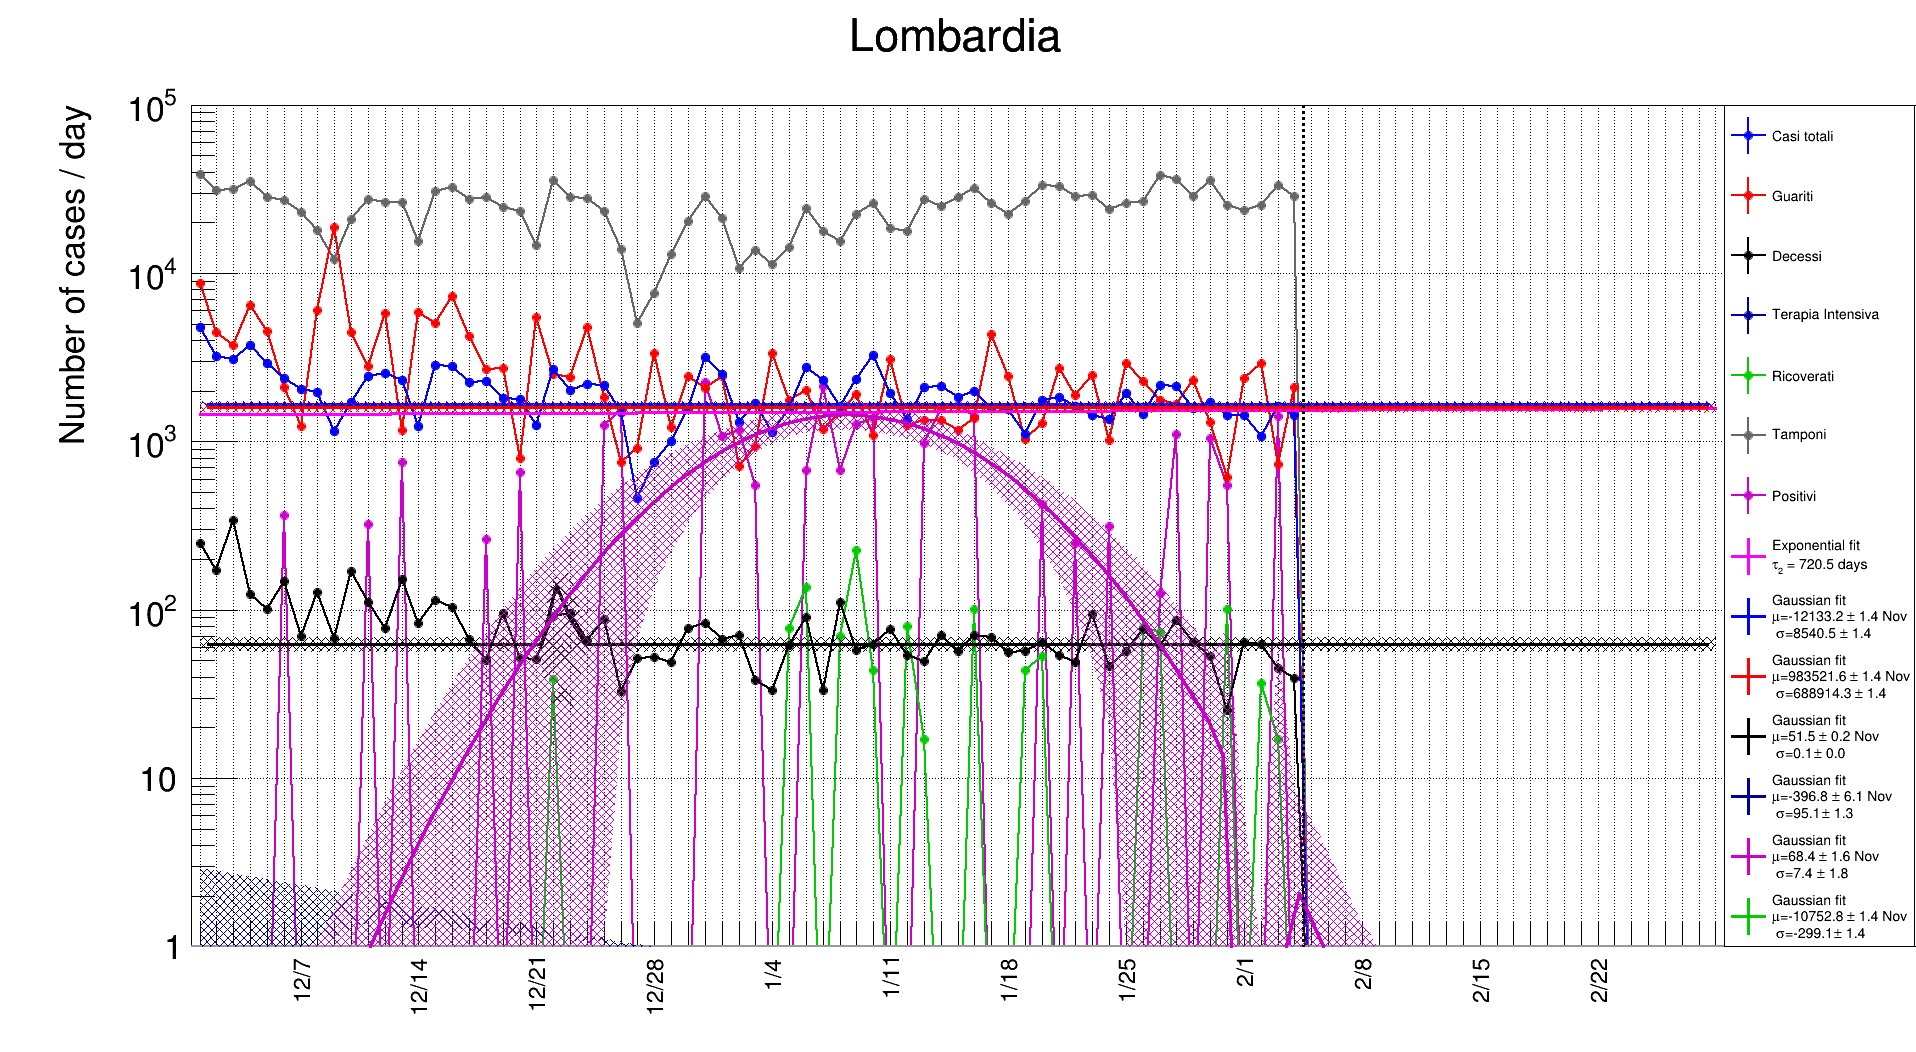 Lombardia
Number of cases / day
10^5
10^4
10^3
10^2
10
1
12/7
12/14
12/21
12/28
1/4
1/11
1/18
1/25
2/1
2/8
2/15
2/22
Casi totali
Guariti
Decessi
Terapia Intensiva
Ricoverati
Tamponi
Positivi
Exponential fit
τ₂ = 720.5 days
Gaussian fit
μ=-12133.2 ± 1.4 Nov
σ=8540.5 ± 1.4
Gaussian fit
μ=983521.6 ± 1.4 Nov
σ=688914.3 ± 1.4
Gaussian fit
μ=51.5 ± 0.2 Nov
σ=0.1 ± 0.0
Gaussian fit
μ=-396.8 ± 6.1 Nov
σ=95.1 ± 1.3
Gaussian fit
μ=68.4 ± 1.6 Nov
σ=7.4 ± 1.8
Gaussian fit
μ=-10752.8 ± 1.4 Nov
σ=-299.1 ± 1.4